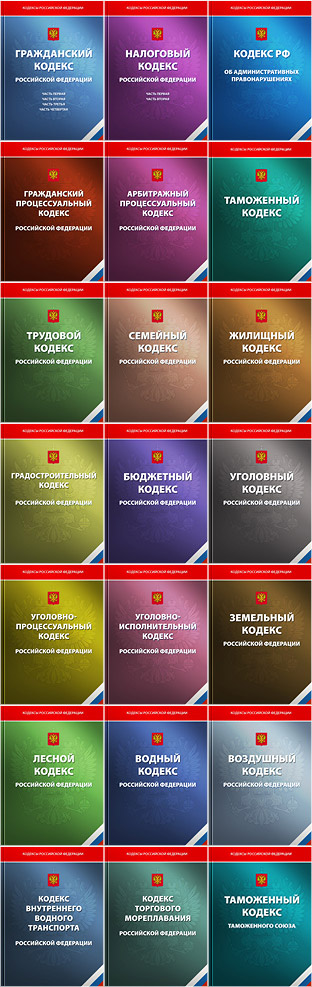 КОДЕКСЫ РОССИЙСКОЙ ФЕДЕРАЦИИ
ГРАЖДАНСКИЙ
КОДЕКС
РОССИЙСКОЙ ФЕДЕРАЦИИ
ЧАСТЬ ПЕРВАЯ
ЧАСТЬ ВТОРАЯ
ЧАСТЬ ТРЕТЬЯ
ЧАСТЬ ЧЕТВЕРТАЯ
КОДЕКСЫ РОССИЙСКОЙ ФЕДЕРАЦИИ
НАЛОГОВЫЙ
КОДЕКС
РОССИЙСКОЙ ФЕДЕРАЦИИ
ЧАСТЬ ПЕРВАЯ
ЧАСТЬ ВТОРАЯ
КОДЕКСЫ РОССИЙСКОЙ ФЕДЕРАЦИИ
КОДЕКС РФ
ОБ АДМИНИСТРАТИВНЫХ
ПРАВОНАРУШЕНИЯХ
КОДЕКСЫ РОССИЙСКОЙ ФЕДЕРАЦИИ
ГРАЖДАНСКИЙ
ПРОЦЕССУАЛЬНЫЙ
КОДЕКС
РОССИЙСКОЙ ФЕДЕРАЦИИ
КОДЕКСЫ РОССИЙСКОЙ ФЕДЕРАЦИИ
АРБИТРАЖНЫЙ
ПРОЦЕССУАЛЬНЫЙ
КОДЕКС
РОССИЙСКОЙ ФЕДЕРАЦИИ
КОДЕКСЫ РОССИЙСКОЙ ФЕДЕРАЦИИ
ТАМОЖЕННЫЙ
КОДЕКС
РОССИЙСКОЙ ФЕДЕРАЦИИ
КОДЕКСЫ РОССИЙСКОЙ ФЕДЕРАЦИИ
ТРУДОВОЙ
КОДЕКС
РОССИЙСКОЙ ФЕДЕРАЦИИ
КОДЕКСЫ РОССИЙСКОЙ ФЕДЕРАЦИИ
СЕМЕЙНЫЙ
КОДЕКС
РОССИЙСКОЙ ФЕДЕРАЦИИ
КОДЕКСЫ РОССИЙСКОЙ ФЕДЕРАЦИИ
ЖИЛИЩНЫЙ
КОДЕКС
РОССИЙСКОЙ ФЕДЕРАЦИИ
КОДЕКСЫ РОССИЙСКОЙ ФЕДЕРАЦИИ
ГРАДОСТРОИТЕЛЬНЫЙ
КОДЕКС
РОССИЙСКОЙ ФЕДЕРАЦИИ
КОДЕКСЫ РОССИЙСКОЙ ФЕДЕРАЦИИ
БЮДЖЕТНЫЙ
КОДЕКС
РОССИЙСКОЙ ФЕДЕРАЦИИ
КОДЕКСЫ РОССИЙСКОЙ ФЕДЕРАЦИИ
УГОЛОВНЫЙ
КОДЕКС
РОССИЙСКОЙ ФЕДЕРАЦИИ
КОДЕКСЫ РОССИЙСКОЙ ФЕДЕРАЦИИ
УГОЛОВНО-
ПРОЦЕССУАЛЬНЫЙ
КОДЕКС
РОССИЙСКОЙ ФЕДЕРАЦИИ
КОДЕКСЫ РОССИЙСКОЙ ФЕДЕРАЦИИ
УГОЛОВНО-
ИСПОЛНИТЕЛЬНЫЙ
КОДЕКС
РОССИЙСКОЙ ФЕДЕРАЦИИ
КОДЕКСЫ РОССИЙСКОЙ ФЕДЕРАЦИИ
ЗЕМЕЛЬНЫЙ
КОДЕКС
РОССИЙСКОЙ ФЕДЕРАЦИИ
КОДЕКСЫ РОССИЙСКОЙ ФЕДЕРАЦИИ
ЛЕСНОЙ
КОДЕКС
РОССИЙСКОЙ ФЕДЕРАЦИИ
КОДЕКСЫ РОССИЙСКОЙ ФЕДЕРАЦИИ
ВОДНЫЙ
КОДЕКС
РОССИЙСКОЙ ФЕДЕРАЦИИ
КОДЕКСЫ РОССИЙСКОЙ ФЕДЕРАЦИИ
ВОЗДУШНЫЙ
КОДЕКС
РОССИЙСКОЙ ФЕДЕРАЦИИ
КОДЕКСЫ РОССИЙСКОЙ ФЕДЕРАЦИИ
КОДЕКС
ВНУТРЕННЕГО
ВОДНОГО
ТРАНСПОРТА
РОССИЙСКОЙ ФЕДЕРАЦИИ
КОДЕКСЫ РОССИЙСКОЙ ФЕДЕРАЦИИ
КОДЕКС
ТОРГОВОГО
МОРЕПЛАВАНИЯ
РОССИЙСКОЙ ФЕДЕРАЦИИ
КОДЕКСЫ РОССИЙСКОЙ ФЕДЕРАЦИИ
ТАМОЖЕННЫЙ
КОДЕКС
ТАМОЖЕННОГО СОЮЗА